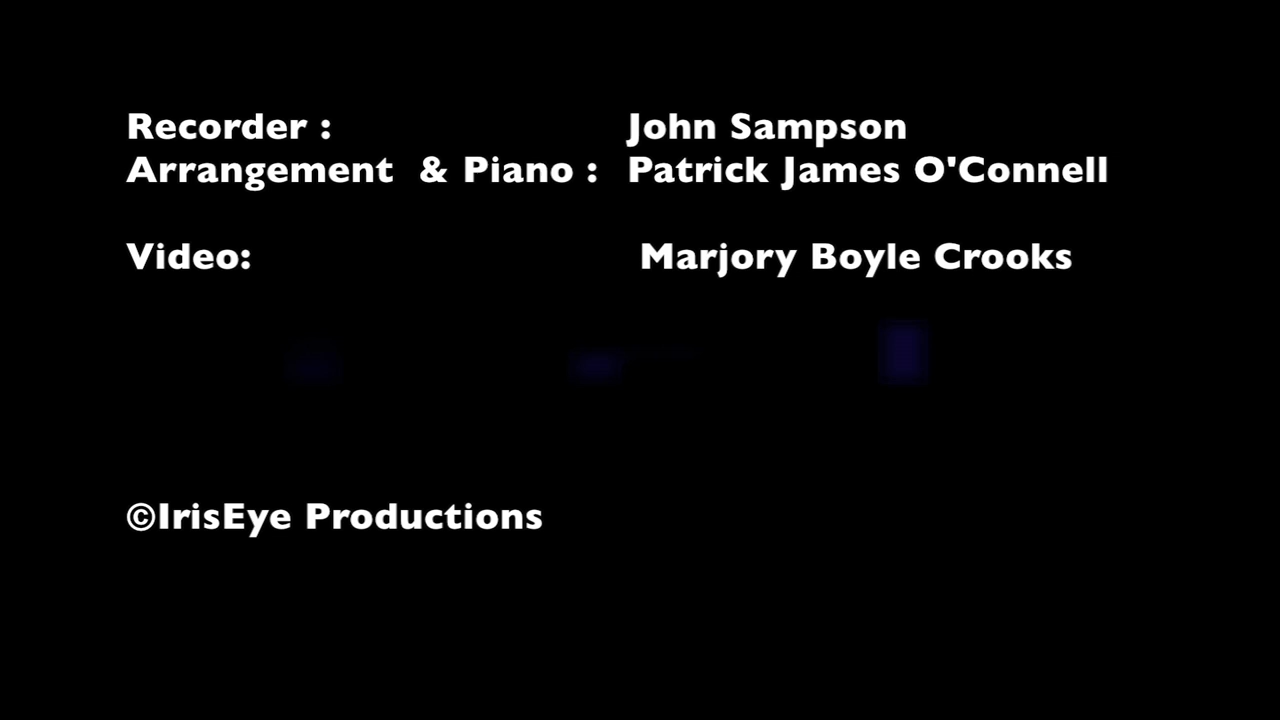 Recorder : John Sampson
Arrangement & Piano : Patrick James O'Connell
Video: Marjory Boyle Crooks
©IrisEye Productions